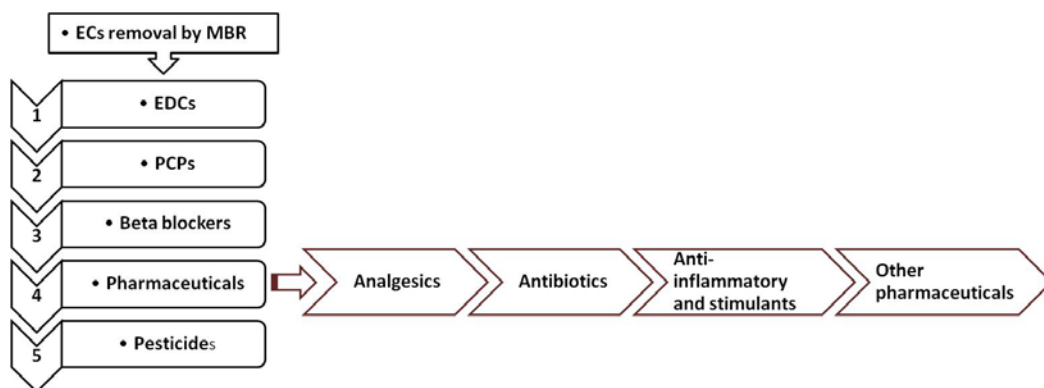 • ECs removal by MBR
1
• EDCs
2
• PCPs
3
• Beta blockers
4
• Pharmaceuticals
Analgesics
Antibiotics
Anti-
inflammatory
and stimulants
Other
pharmaceuticals
5
• Pesticides